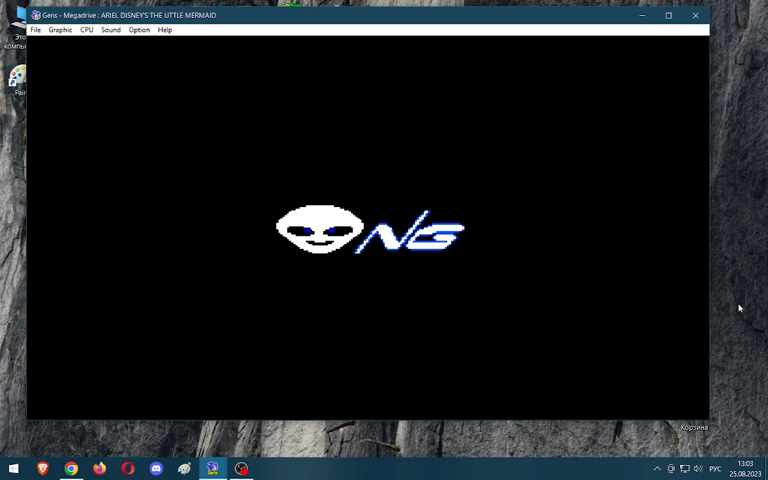 Gens - Megadrive : ARIEL DISNEY'S THE LITTLE MERMAID
File Graphic CPU Sound Option Help
NG
Корзина
РУС
13:03
25.08.2023